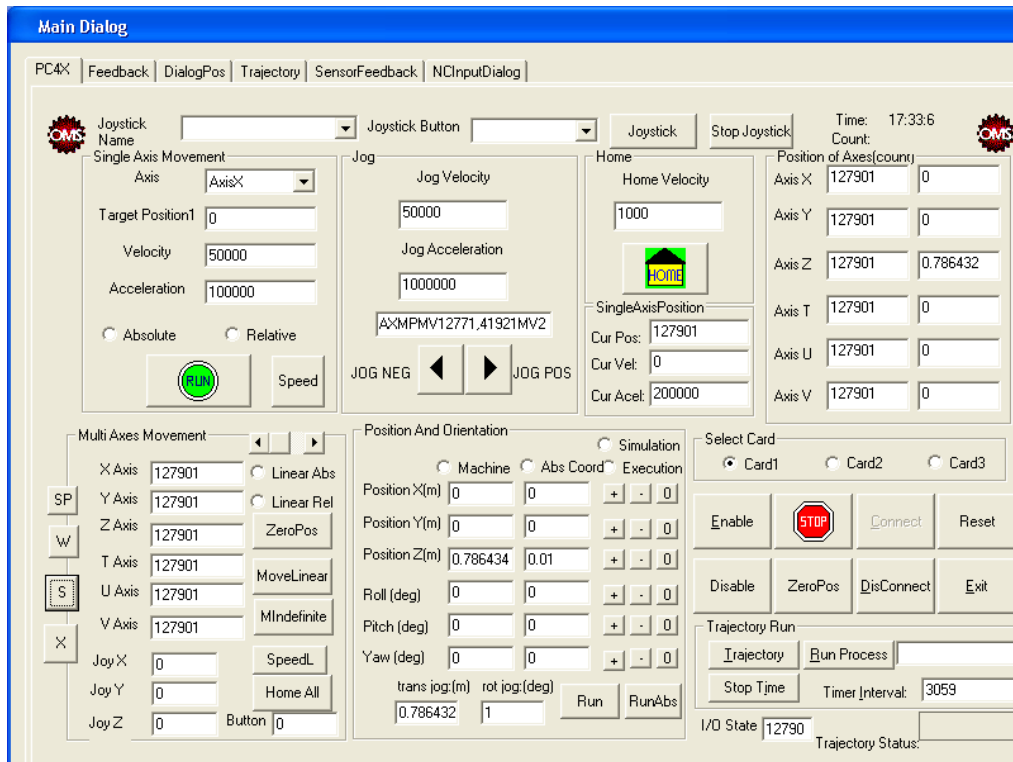 Main Dialog
PC4X Feedback DialogPos Trajectory SensorFeedback NCInputDialog
OMS Joystick Name Joystick Button Joystick Stop Joystick Time: 17:33:6 OMS
Count:
Single Axis Movement
Axis AxisX
Target Position1 0
Velocity 50000
Acceleration 100000
Absolute Relative
RUN Speed
Jog
Jog Velocity
50000
Jog Acceleration
1000000
AXMPMV12771,41921MV2
JOG NEG JOG POS
Home
Home Velocity
1000
HOME
SingleAxisPosition
Cur Pos: 127901
Cur Vel: 0
Cur Acel: 200000
Position of Axes(count)
Axis X 127901 0
Axis Y 127901 0
Axis Z 127901 0.786432
Axis T 127901 0
Axis U 127901 0
Axis V 127901 0
Multi Axes Movement
X Axis 127901 Linear Abs
SP Y Axis 127901 Linear Rel
W Z Axis 127901 ZeroPos
T Axis 127901 MoveLinear
S U Axis 127901 MIndefinite
X V Axis 127901
Joy X 0 SpeedL
Joy Y 0 Home All
Joy Z 0 Button 0
Position And Orientation
Simulation
Machine Abs Coord Execution
Position X(m) 0 0 + - 0
Position Y(m) 0 0 + - 0
Position Z(m) 0.786434 0.01 + - 0
Roll (deg) 0 0 + - 0
Pitch (deg) 0 0 + - 0
Yaw (deg) 0 0 + - 0
trans jog:(m) rot jog:(deg)
0.786432 1 Run RunAbs
Select Card
Card1 Card2 Card3
Enable STOP Connect Reset
Disable ZeroPos DisConnect Exit
Trajectory Run
Trajectory Run Process
Stop Time Timer Interval: 3059
I/O State 12790
Trajectory Status: